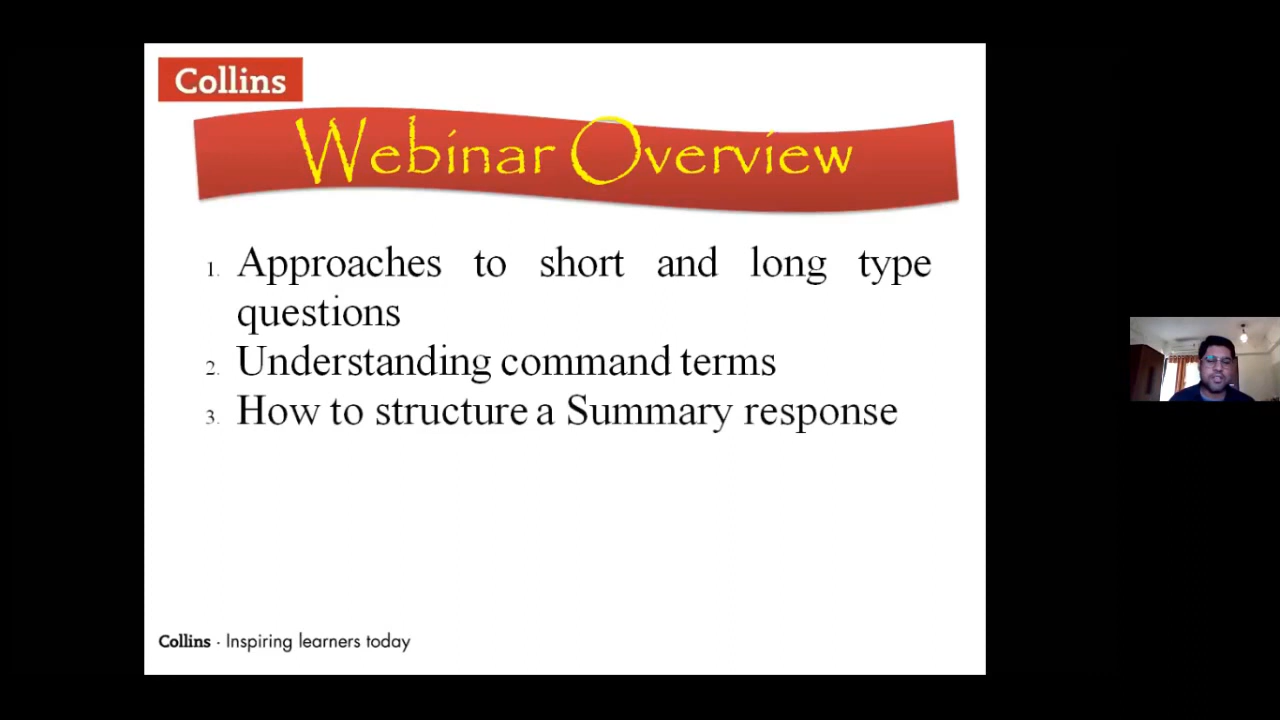 Collins
Webinar Overview
1. Approaches to short and long type
questions
2. Understanding command terms
3. How to structure a Summary response
Collins · Inspiring learners today